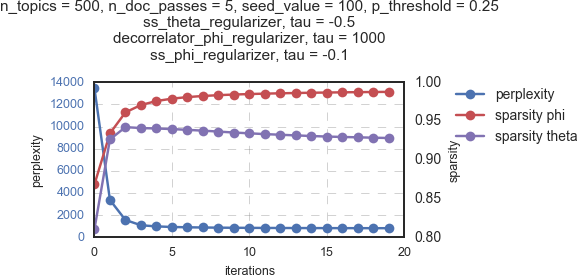 n_topics = 500, n_doc_passes = 5, seed_value = 100, p_threshold = 0.25
ss_theta_regularizer, tau = -0.5
decorrelator_phi_regularizer, tau = 1000
ss_phi_regularizer, tau = -0.1
14000
12000
10000
8000
6000
4000
2000
0
perplexity
0
5
10
15
20
iterations
1.00
0.95
0.90
0.85
0.80
sparsity
perplexity
sparsity phi
sparsity theta